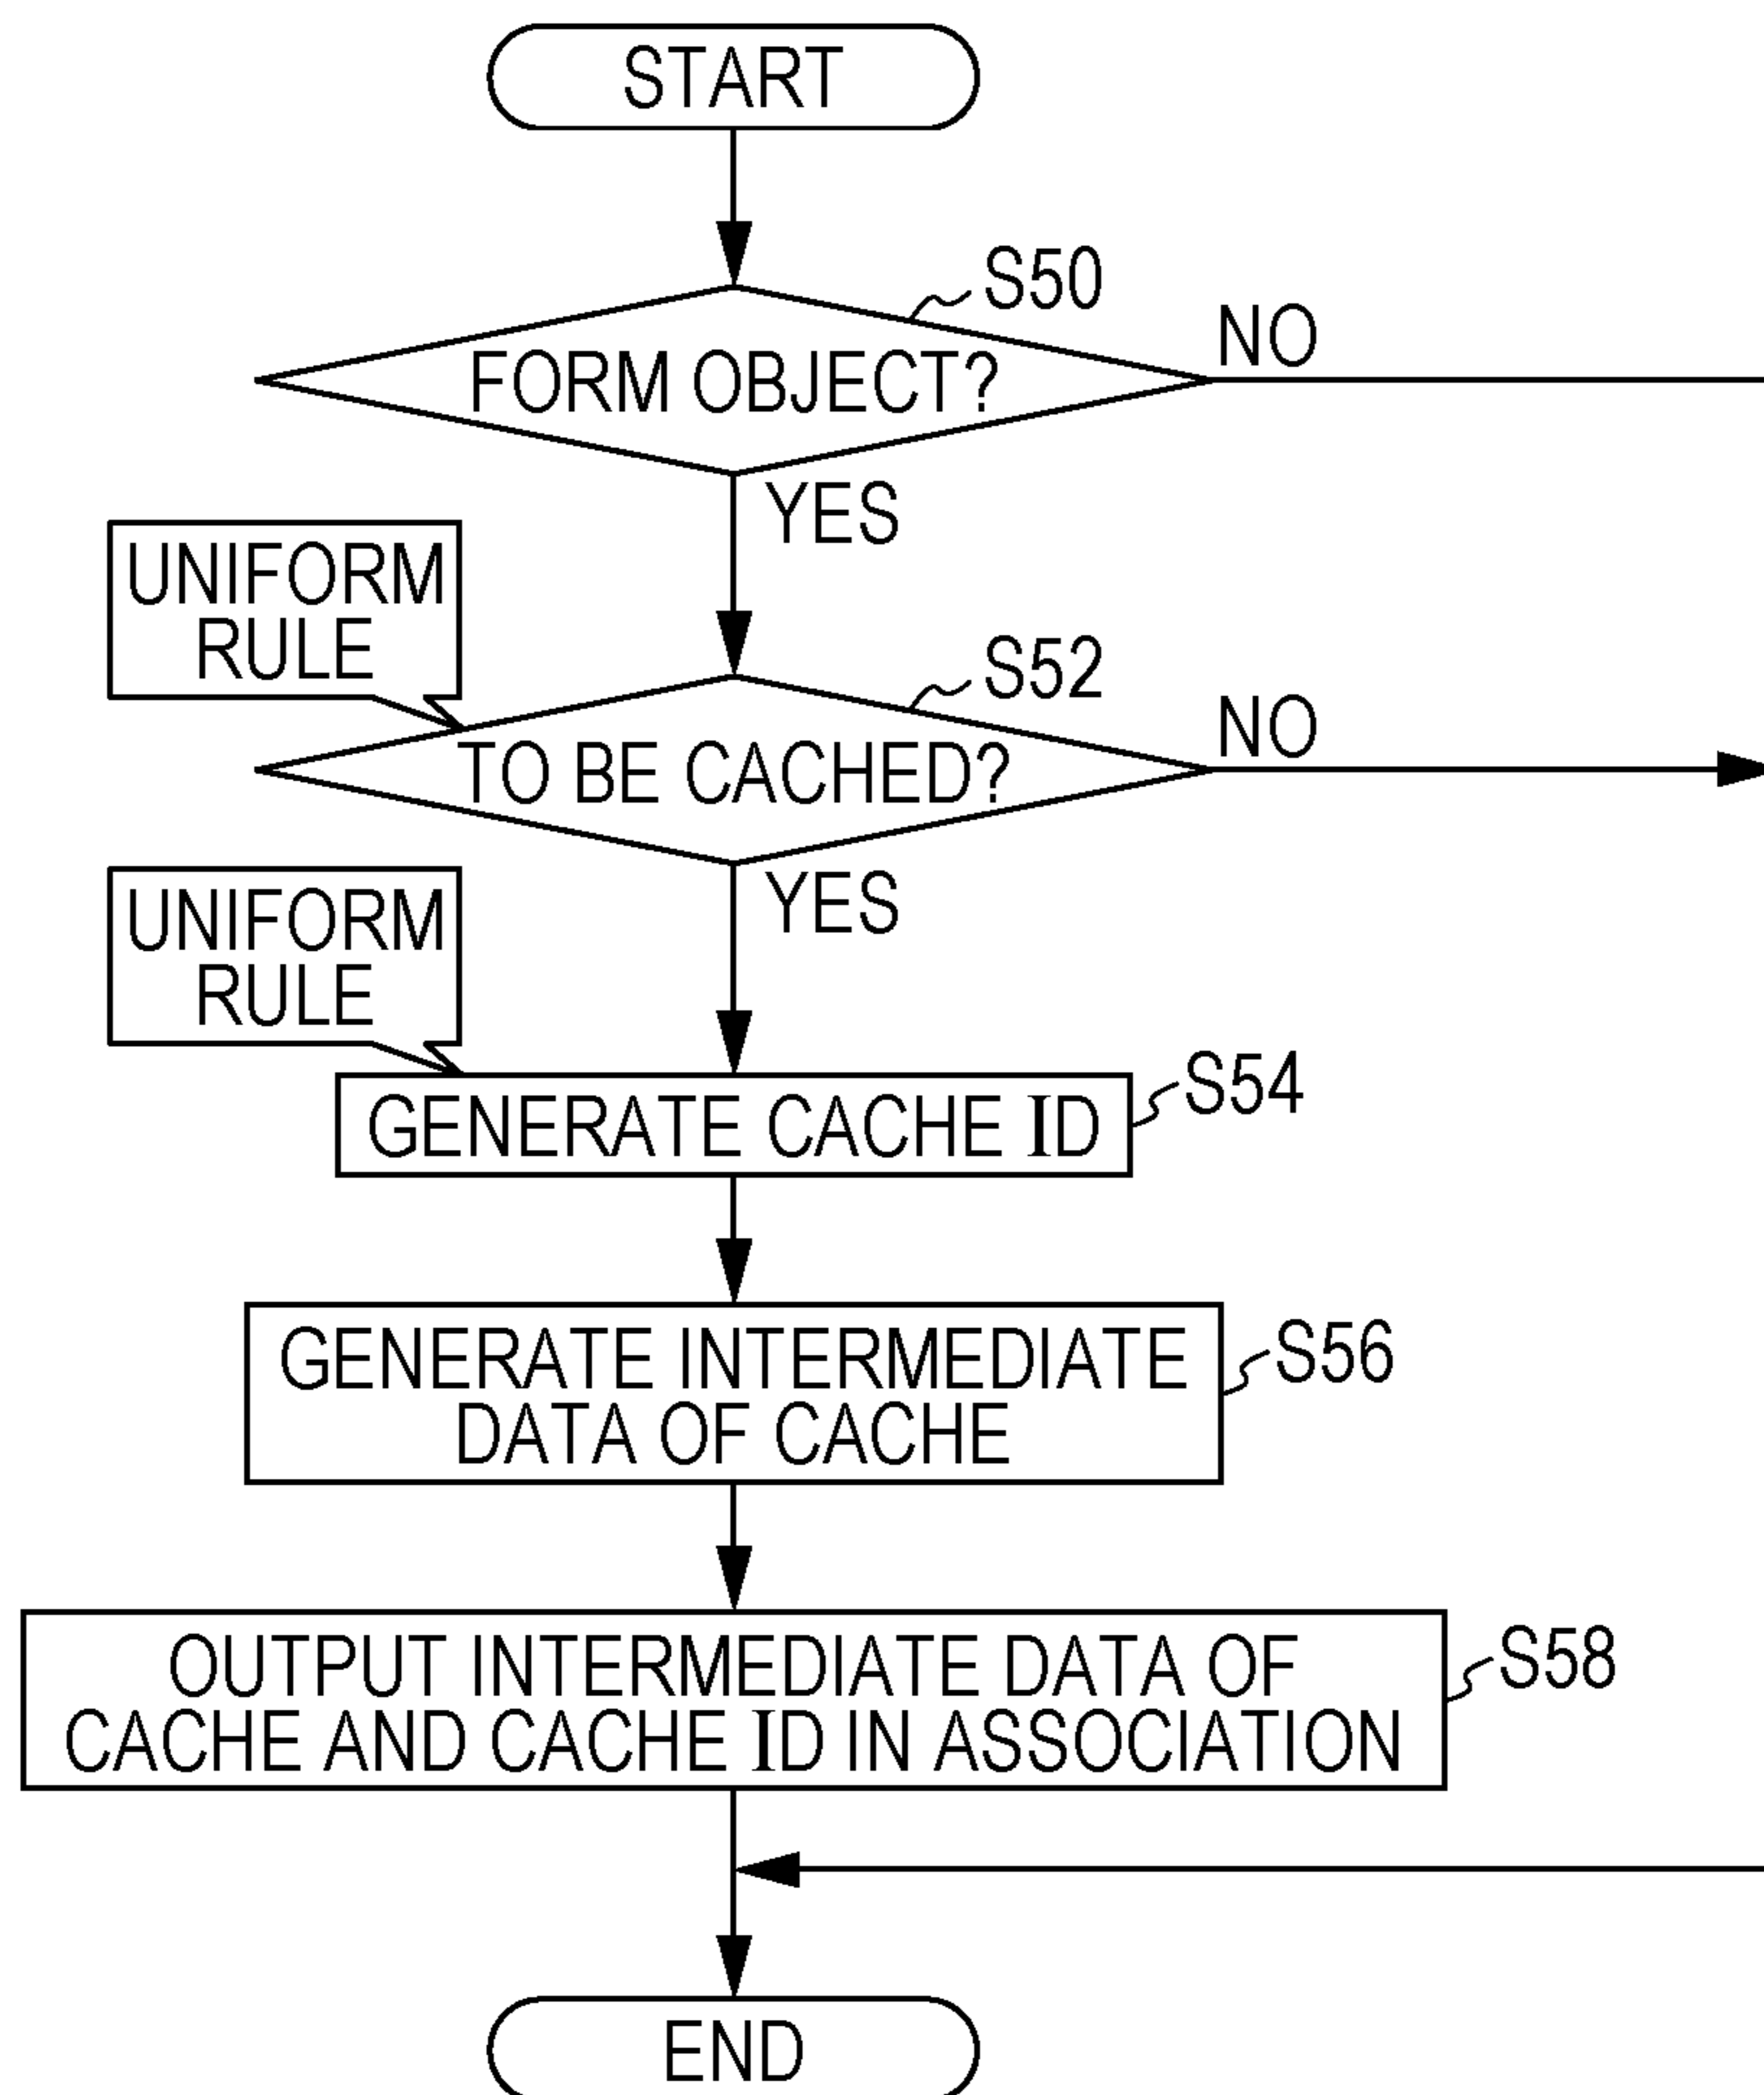 START
S50
FORM OBJECT?
NO
YES
UNIFORM
RULE
S52
TO BE CACHED?
NO
YES
UNIFORM
RULE
S54
GENERATE CACHE ID
GENERATE INTERMEDIATE
DATA OF CACHE
S56
OUTPUT INTERMEDIATE DATA OF
CACHE AND CACHE ID IN ASSOCIATION
S58
END